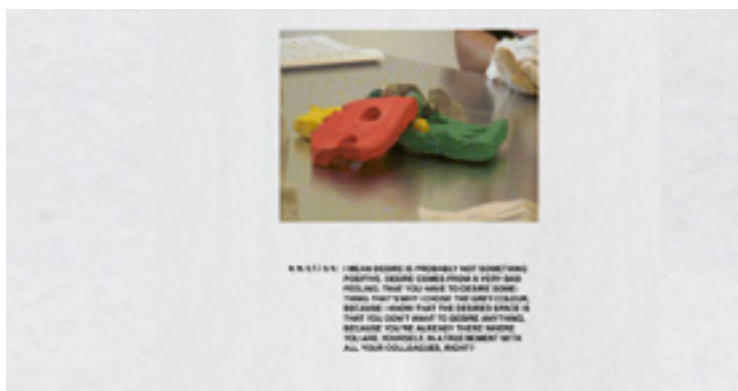 I MEAN DESIRE IS PROBABLY NOT SOMETHING
POSITIVE. DESIRE COMES FROM A VERY BAD
FEELING. THAT YOU HAVE TO DESIRE SOME-
THING. THAT'S WHY I CHOSE THE GREY COLOUR,
BECAUSE I KNOW THAT THE DESIRED SPACE IS
THAT YOU DON'T WANT TO DESIRE ANYTHING,
BECAUSE YOU'RE ALREADY THERE WHERE
YOU ARE, YOURSELF, IN A TRUE MOMENT WITH
ALL YOUR COLLEAGUES, RIGHT?